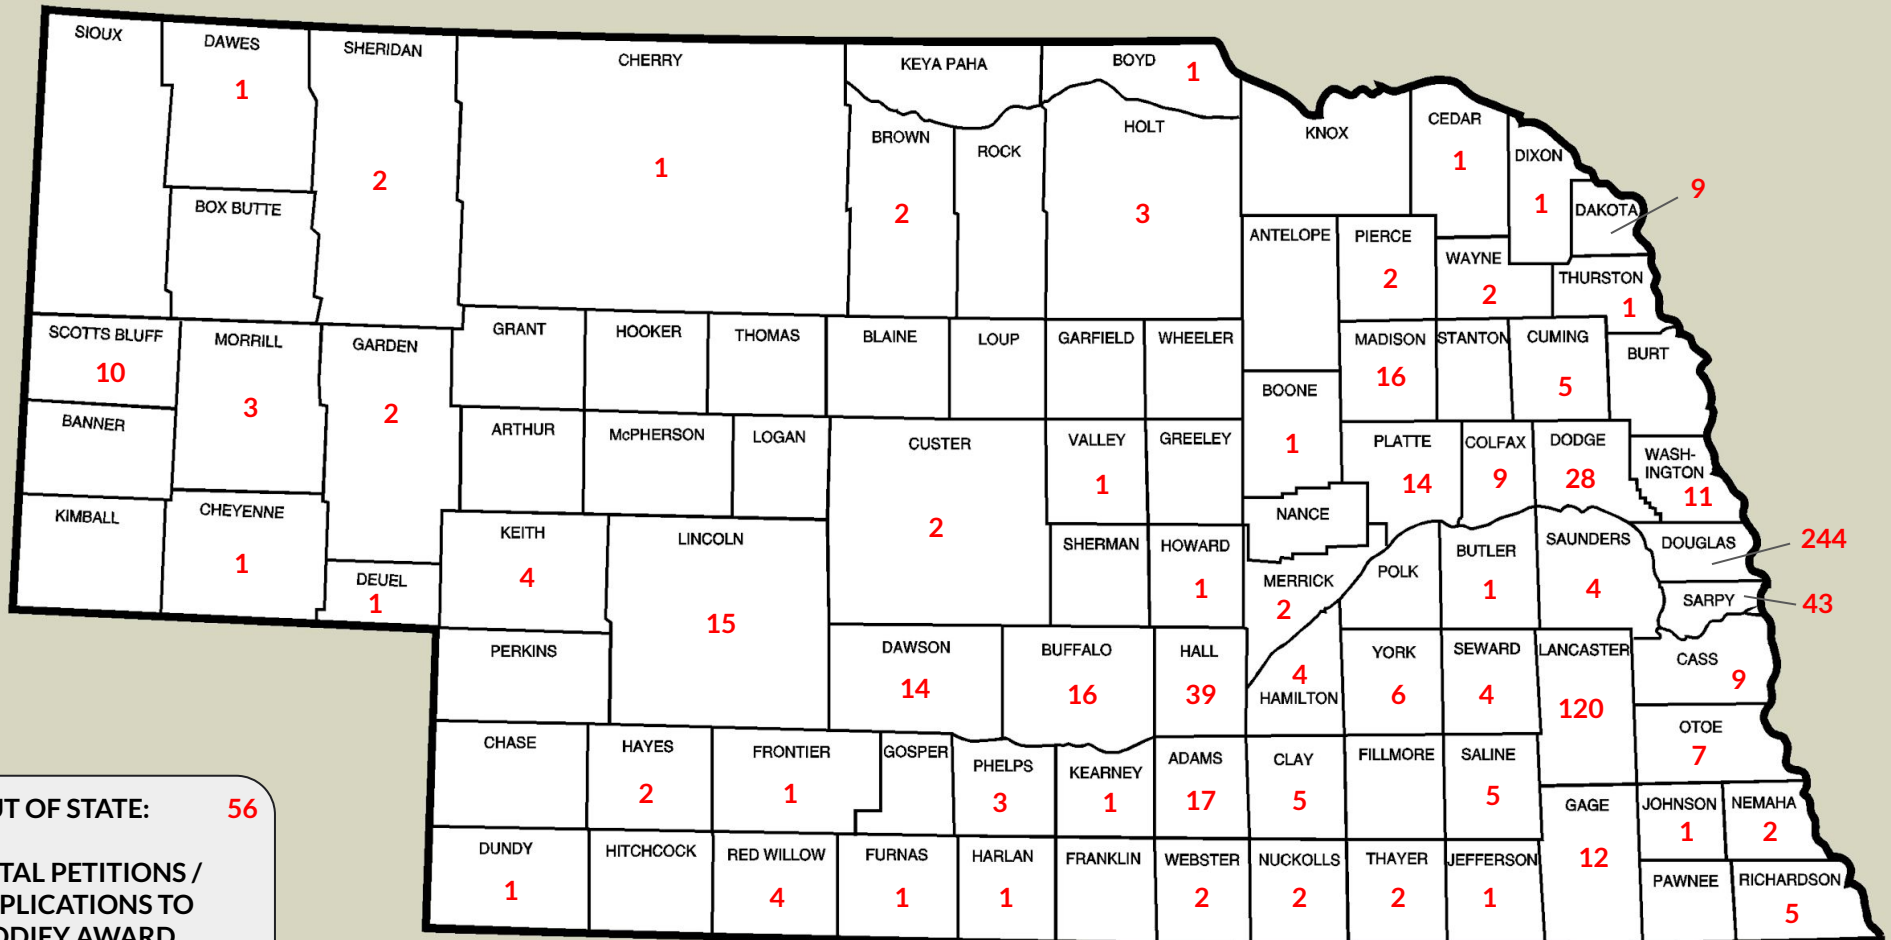 SIOUX
DAWES
1
SHERIDAN
2
CHERRY
1
KEYA PAHA
BOYD 1
BOX BUTTE
BROWN
2
ROCK
HOLT
3
KNOX
CEDAR
1
DIXON
1
DAKOTA
9
ANTELOPE
PIERCE
2
WAYNE
2
THURSTON
1
SCOTTS BLUFF
10
MORRILL
3
GARDEN
2
GRANT
HOOKER
THOMAS
BLAINE
LOUP
GARFIELD
WHEELER
BOONE
1
MADISON
16
STANTON
CUMING
5
BURT
BANNER
ARTHUR
McPHERSON
LOGAN
CUSTER
2
VALLEY
1
GREELEY
PLATTE
14
COLFAX
9
DODGE
28
WASH-
INGTON
11
KIMBALL
CHEYENNE
1
DEUEL
1
KEITH
4
LINCOLN
15
SHERMAN
HOWARD
1
NANCE
MERRICK
2
POLK
BUTLER
1
SAUNDERS
4
DOUGLAS
244
SARPY
43
PERKINS
DAWSON
14
BUFFALO
16
HALL
39
4
HAMILTON
YORK
6
SEWARD
4
LANCASTER
120
CASS
9
OTOE
7
CHASE
HAYES
2
FRONTIER
1
GOSPER
PHELPS
3
KEARNEY
1
ADAMS
17
CLAY
5
FILLMORE
SALINE
5
GAGE
12
JOHNSON
1
NEMAHA
2
DUNDY
1
HITCHCOCK
RED WILLOW
4
FURNAS
1
HARLAN
1
FRANKLIN
WEBSTER
2
NUCKOLLS
2
THAYER
2
JEFFERSON
1
PAWNEE
RICHARDSON
5
UT OF STATE: 56
TAL PETITIONS /
PLICATIONS TO
ODIFY AWARD